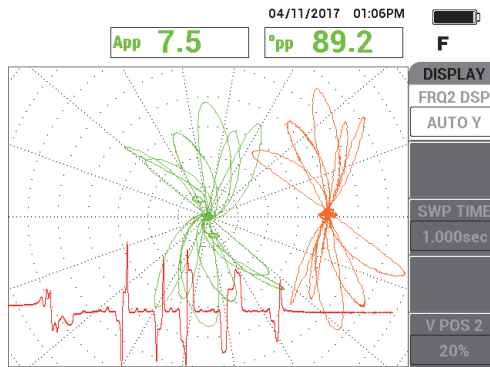 04/11/2017 01:06PM
App 7.5
°pp 89.2
F
DISPLAY
FRQ2 DSP
AUTO Y
SWP TIME
1.000sec
V POS 2
20%